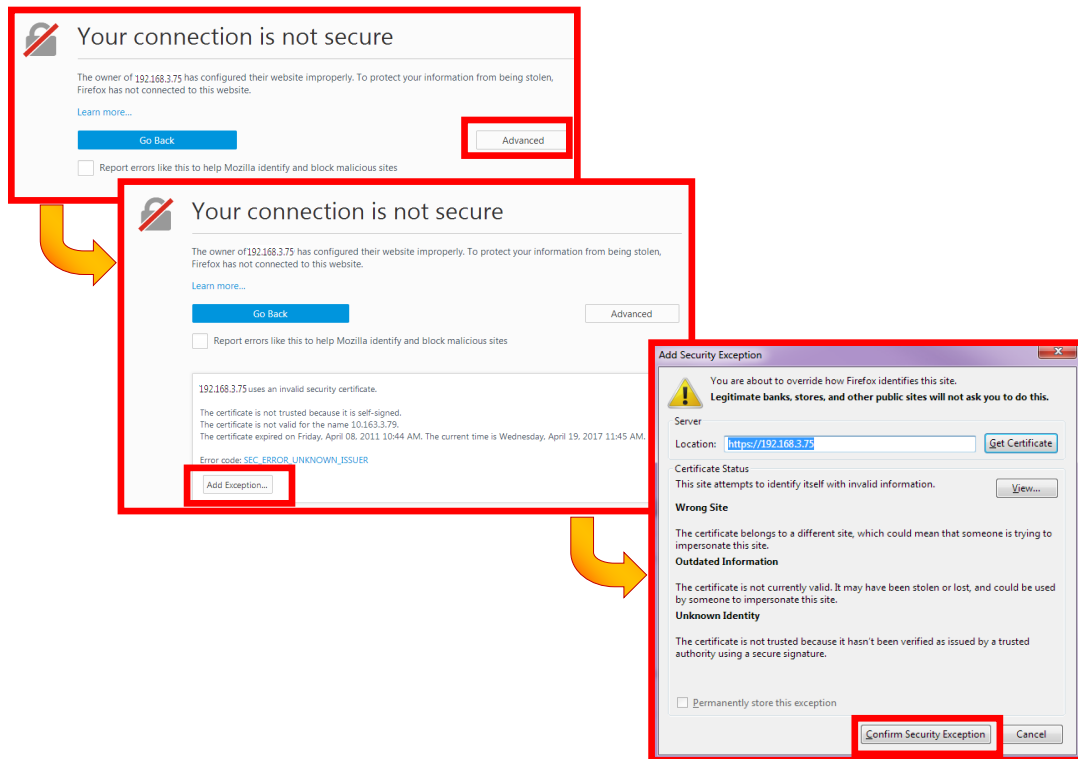 Your connection is not secure
The owner of 192.168.3.75 has configured their website improperly. To protect your information from being stolen,
Firefox has not connected to this website.
Learn more...
Go Back
Advanced
Report errors like this to help Mozilla identify and block malicious sites
Your connection is not secure
The owner of 192.168.3.75 has configured their website improperly. To protect your information from being stolen,
Firefox has not connected to this website.
Learn more...
Go Back
Advanced
Report errors like this to help Mozilla identify and block malicious sites
192.168.3.75 uses an invalid security certificate.
The certificate is not trusted because it is self-signed.
The certificate is not valid for the name 10.163.3.79.
The certificate expired on Friday, April 08, 2011 10:44 AM. The current time is Wednesday, April 19, 2017 11:45 AM.
Error code: SEC_ERROR_UNKNOWN_ISSUER
Add Exception...
Add Security Exception
You are about to override how Firefox identifies this site.
Legitimate banks, stores, and other public sites will not ask you to do this.
Server
Location: https://192.168.3.75
Get Certificate
Certificate Status
This site attempts to identify itself with invalid information.
View...
Wrong Site
The certificate belongs to a different site, which could mean that someone is trying to
impersonate this site.
Outdated Information
The certificate is not currently valid. It may have been stolen or lost, and could be used
by someone to impersonate this site.
Unknown Identity
The certificate is not trusted because it hasn't been verified as issued by a trusted
authority using a secure signature.
Permanently store this exception
Confirm Security Exception
Cancel